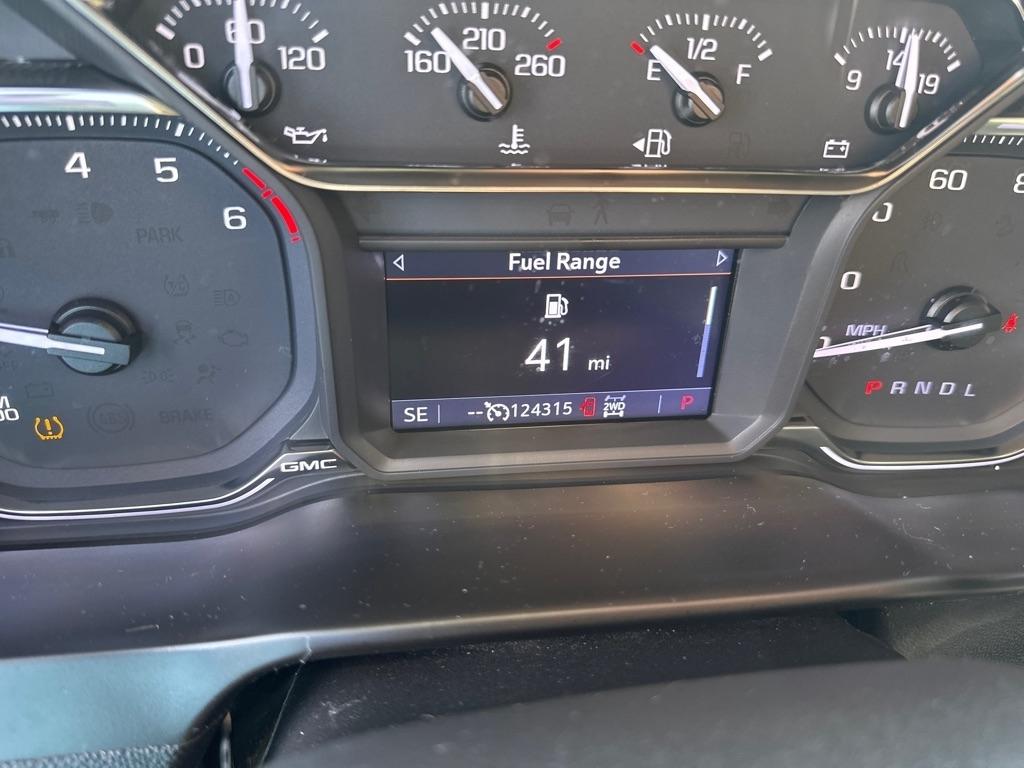 0 60 120
160 210 260
E 1/2 F
9 14 19
4 5 6
60
PARK
Fuel Range
41 mi
0
MPH
P R N D L
SE -- 124315 2WD P
BRAKE
GMC